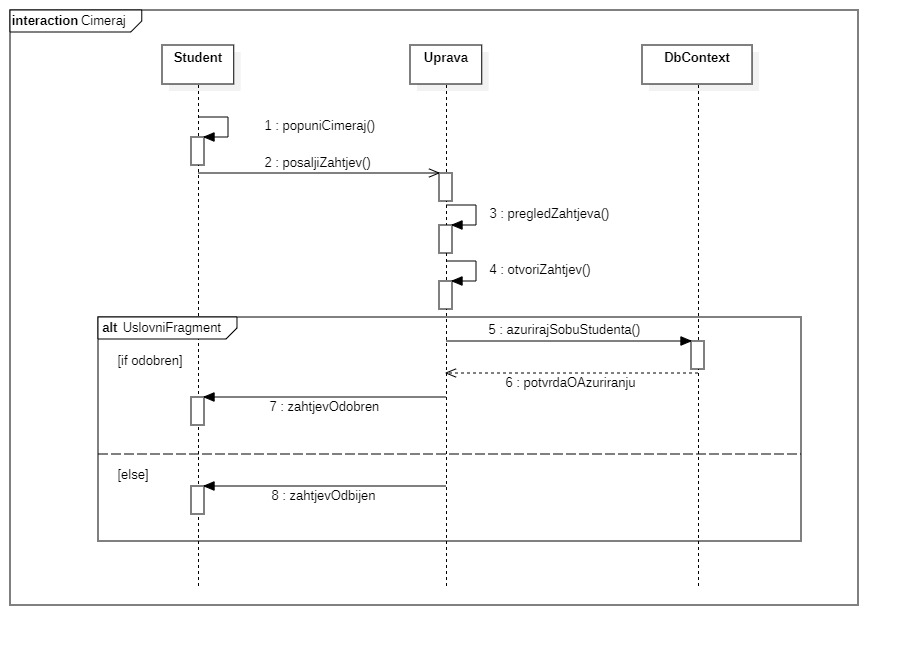 interaction Cimeraj
Student
Uprava
DbContext
1 : popuniCimeraj()
2 : posaljiZahtjev()
3 : pregledZahtjeva()
4 : otvoriZahtjev()
alt UslovniFragment
5 : azurirajSobuStudenta()
[if odobren]
6 : potvrdaOAzuriranju
7 : zahtjevOdobren
[else]
8 : zahtjevOdbijen